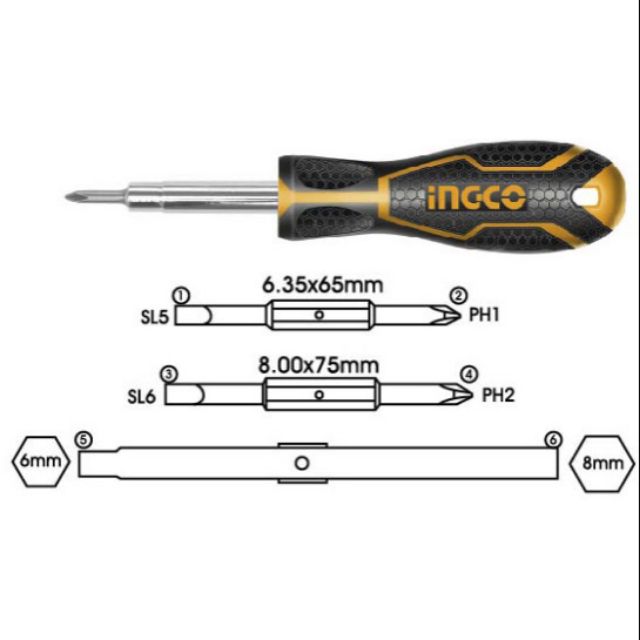 iNGCO
6.35x65mm
① ②
SL5 PH1
8.00x75mm
③ ④
SL6 PH2
⑤ ⑥
6mm 8mm